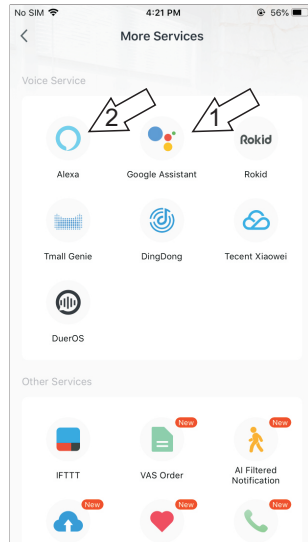 No SIM 4:21 PM 56%
More Services
Voice Service
2 1
Rokid
Alexa Google Assistant Rokid
Tmall Genie DingDong Tecent Xiaowei
DuerOS
Other Services
New New
IFTTT VAS Order AI Filtered
Notification
New New New